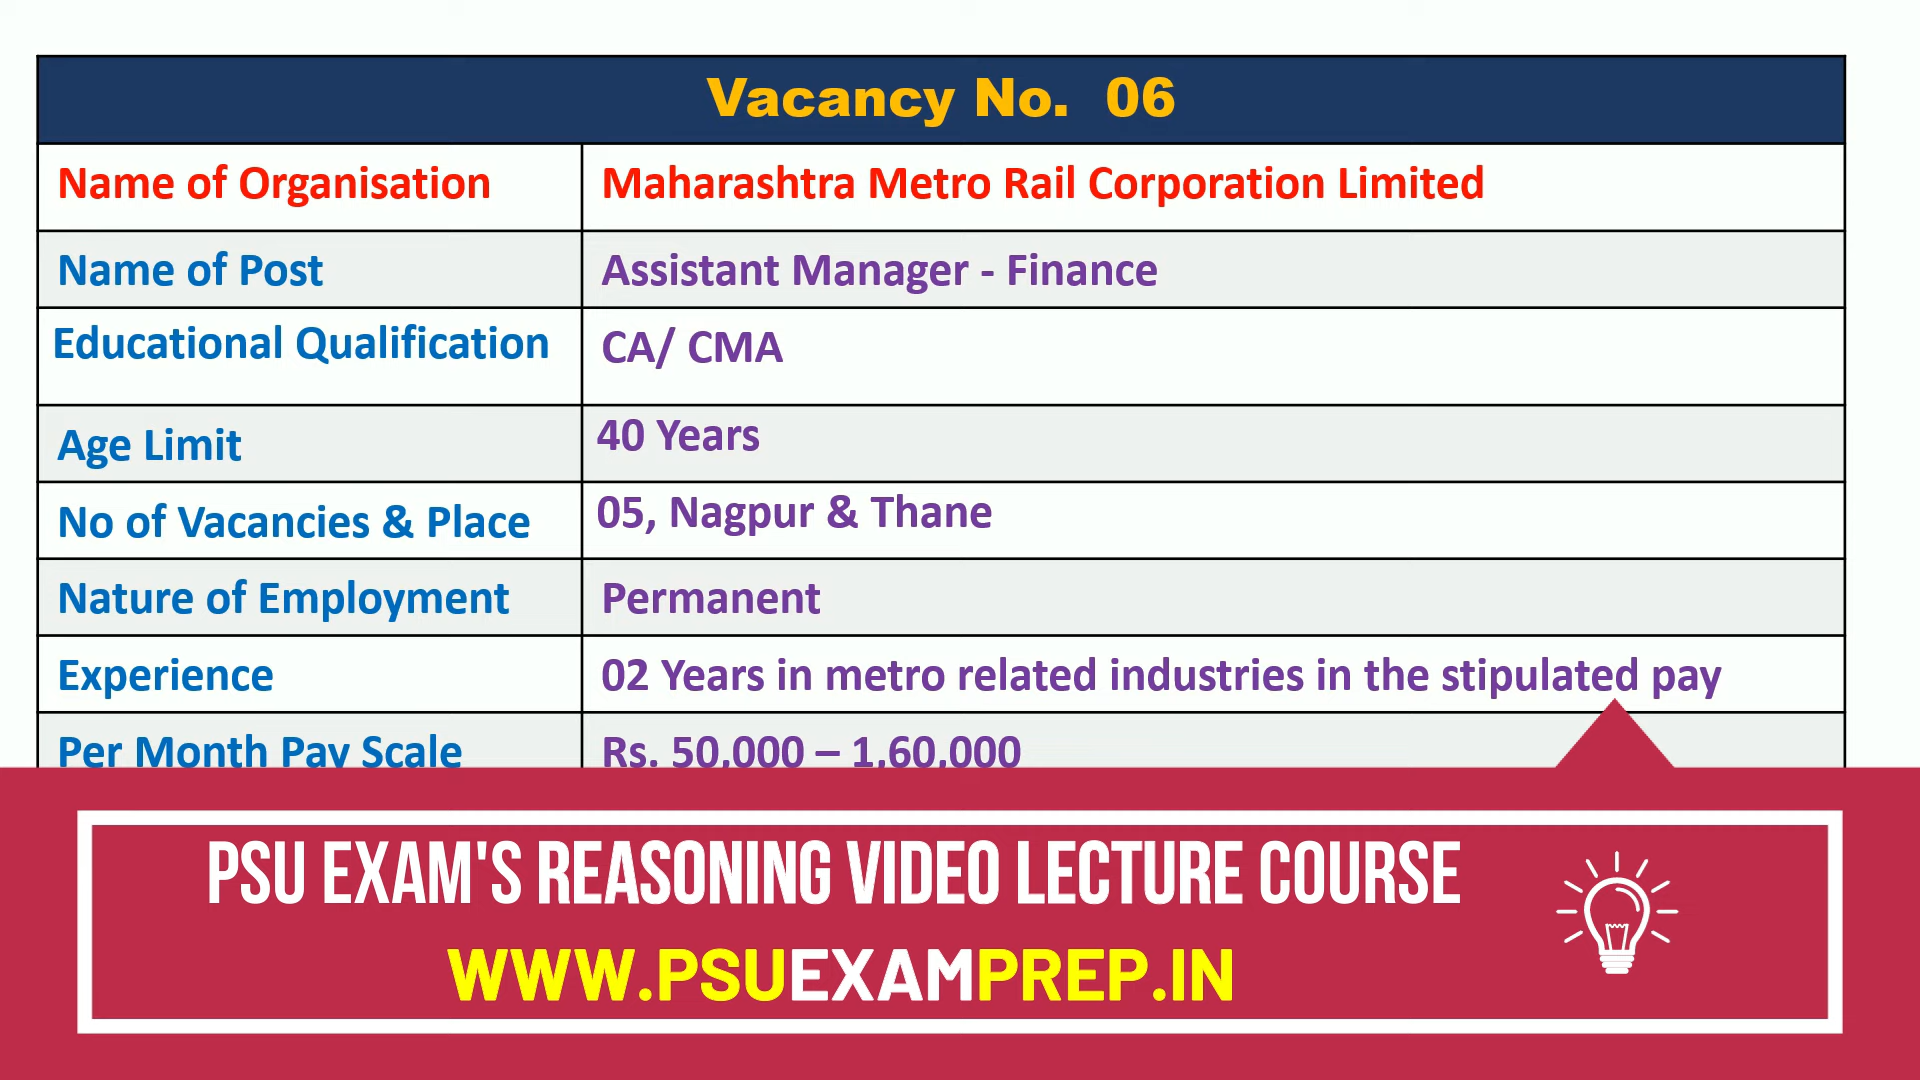 Vacancy No. 06
Name of Organisation Maharashtra Metro Rail Corporation Limited
Name of Post Assistant Manager - Finance
Educational Qualification CA/ CMA
Age Limit 40 Years
No of Vacancies & Place 05, Nagpur & Thane
Nature of Employment Permanent
Experience 02 Years in metro related industries in the stipulated pay
Per Month Pay Scale Rs. 50,000 – 1,60,000
PSU EXAM'S REASONING VIDEO LECTURE COURSE
WWW.PSUEXAMPREP.IN